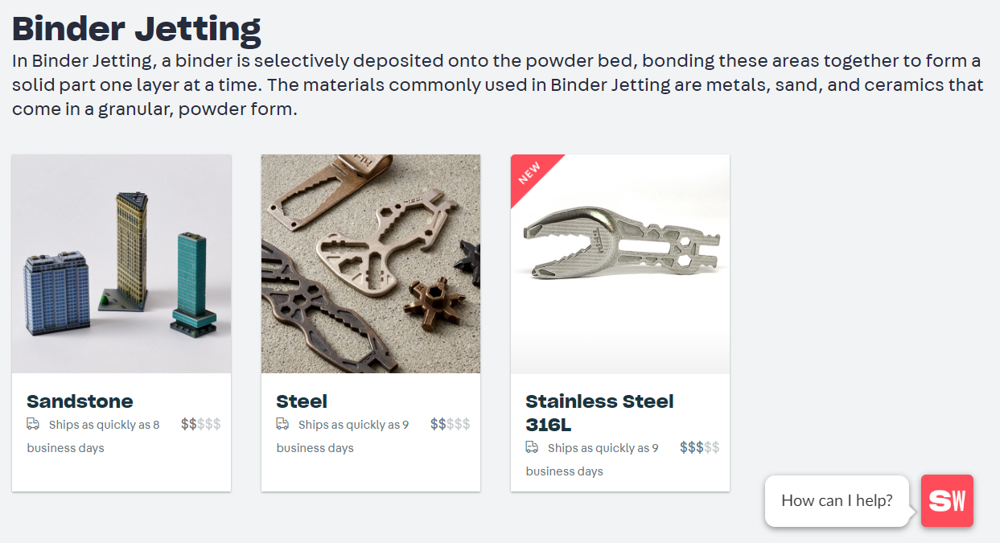 Binder Jetting
In Binder Jetting, a binder is selectively deposited onto the powder bed, bonding these areas together to form a
solid part one layer at a time. The materials commonly used in Binder Jetting are metals, sand, and ceramics that
come in a granular, powder form.
NEW
Sandstone
Ships as quickly as 8 $$$$$
business days
Steel
Ships as quickly as 9 $$$$$
business days
Stainless Steel
316L
Ships as quickly as 9 $$$$$
business days
How can I help?
SW